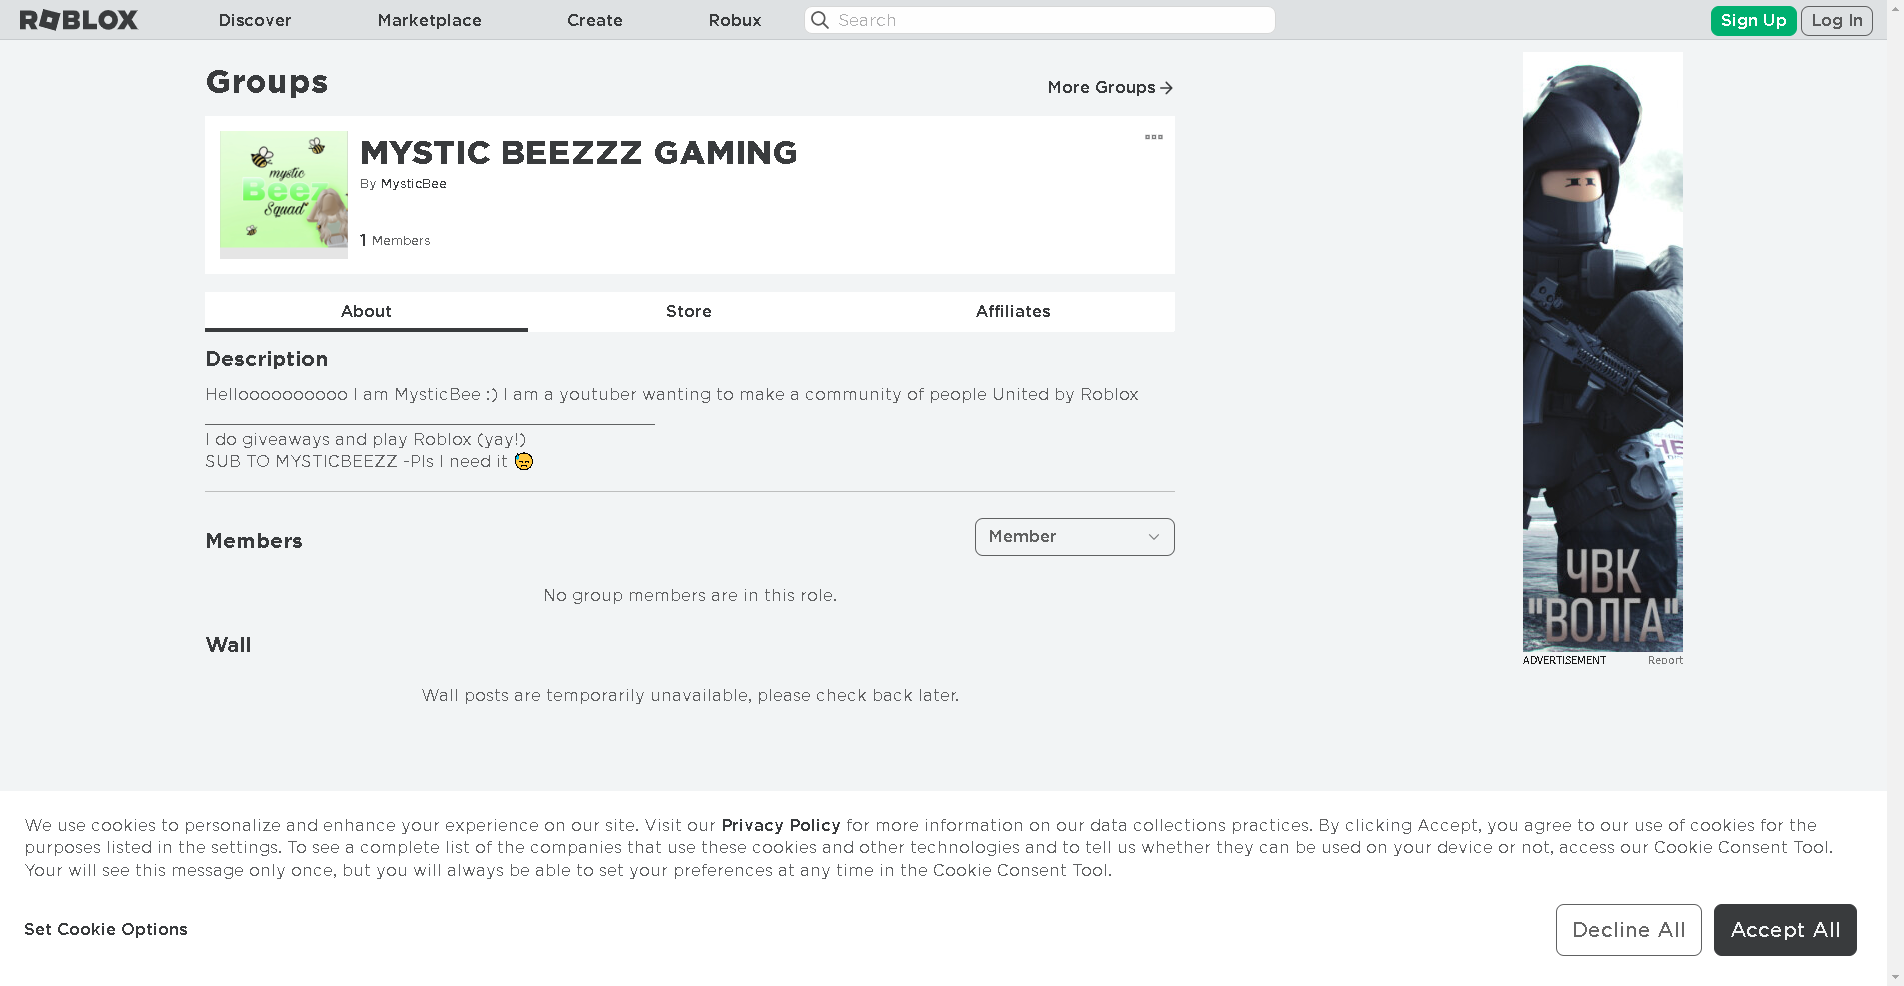 ROBLOX
Discover
Marketplace
Create
Robux
Search
Sign Up
Log In
Groups
More Groups
mystic
Beez
Squad
MYSTIC BEEZZZ GAMING
By MysticBee
1 Members
About
Store
Affiliates
Description
Helloooooooooo I am MysticBee :) I am a youtuber wanting to make a community of people United by Roblox
I do giveaways and play Roblox (yay!)
SUB TO MYSTICBEEZZ -Pls I need it 😓
Members
Member
No group members are in this role.
Wall
Wall posts are temporarily unavailable, please check back later.
ЧВК
"ВОЛГА"
ADVERTISEMENT
Report
We use cookies to personalize and enhance your experience on our site. Visit our Privacy Policy for more information on our data collections practices. By clicking Accept, you agree to our use of cookies for the
purposes listed in the settings. To see a complete list of the companies that use these cookies and other technologies and to tell us whether they can be used on your device or not, access our Cookie Consent Tool.
Your will see this message only once, but you will always be able to set your preferences at any time in the Cookie Consent Tool.
Set Cookie Options
Decline All
Accept All